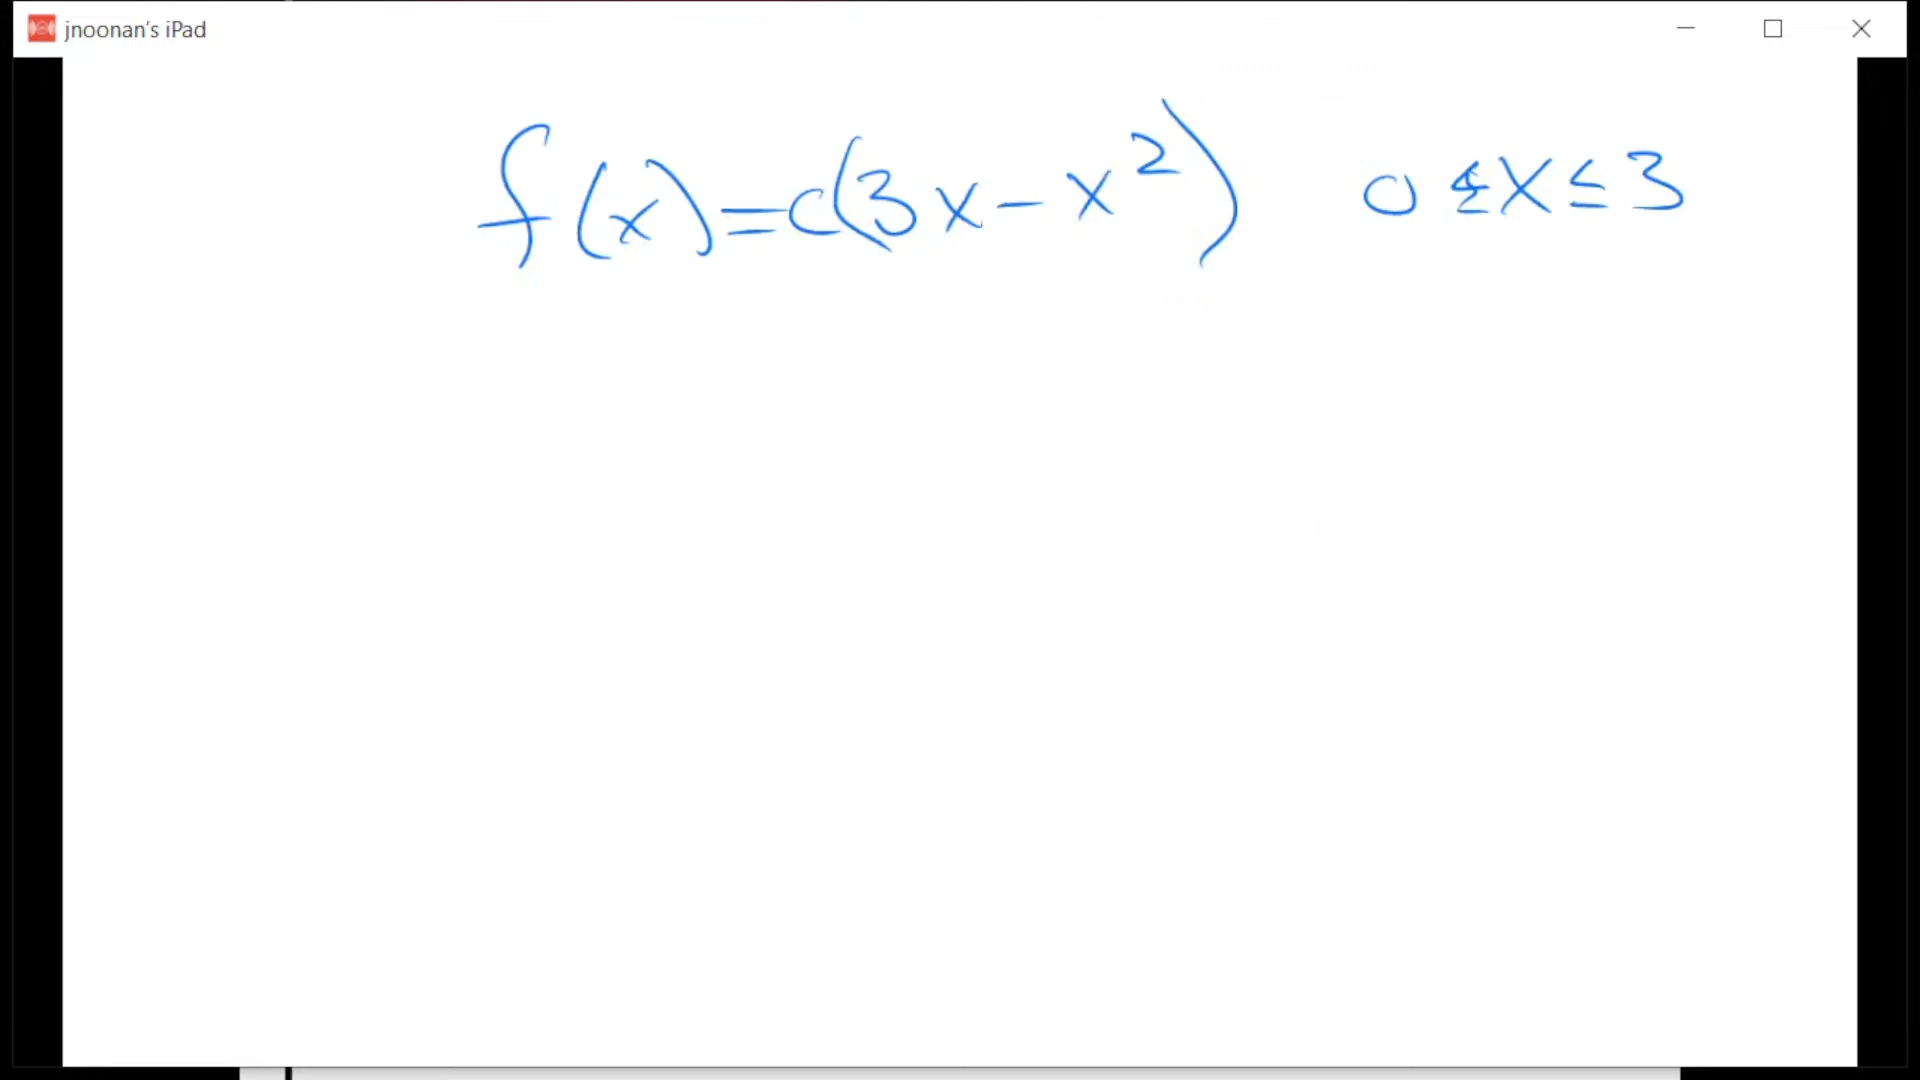 jnoonan's iPad
f(x)=c(3x-x²) 0≤x≤3